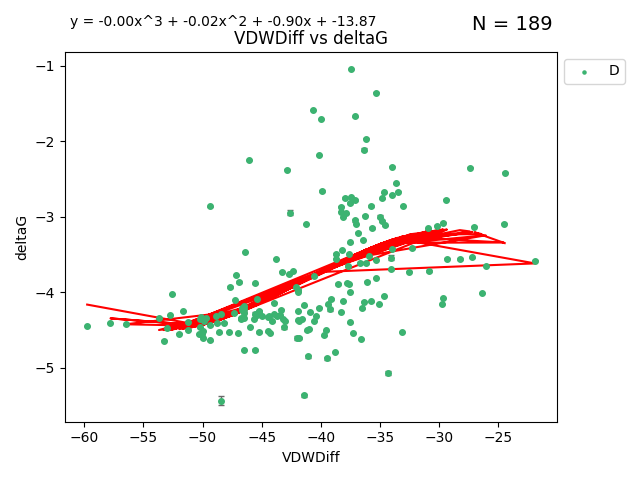 y = -0.00x^3 + -0.02x^2 + -0.90x + -13.87
N = 189
VDWDiff vs deltaG
D
−1
−2
−3
−4
−5
deltaG
−60 −55 −50 −45 −40 −35 −30 −25
VDWDiff